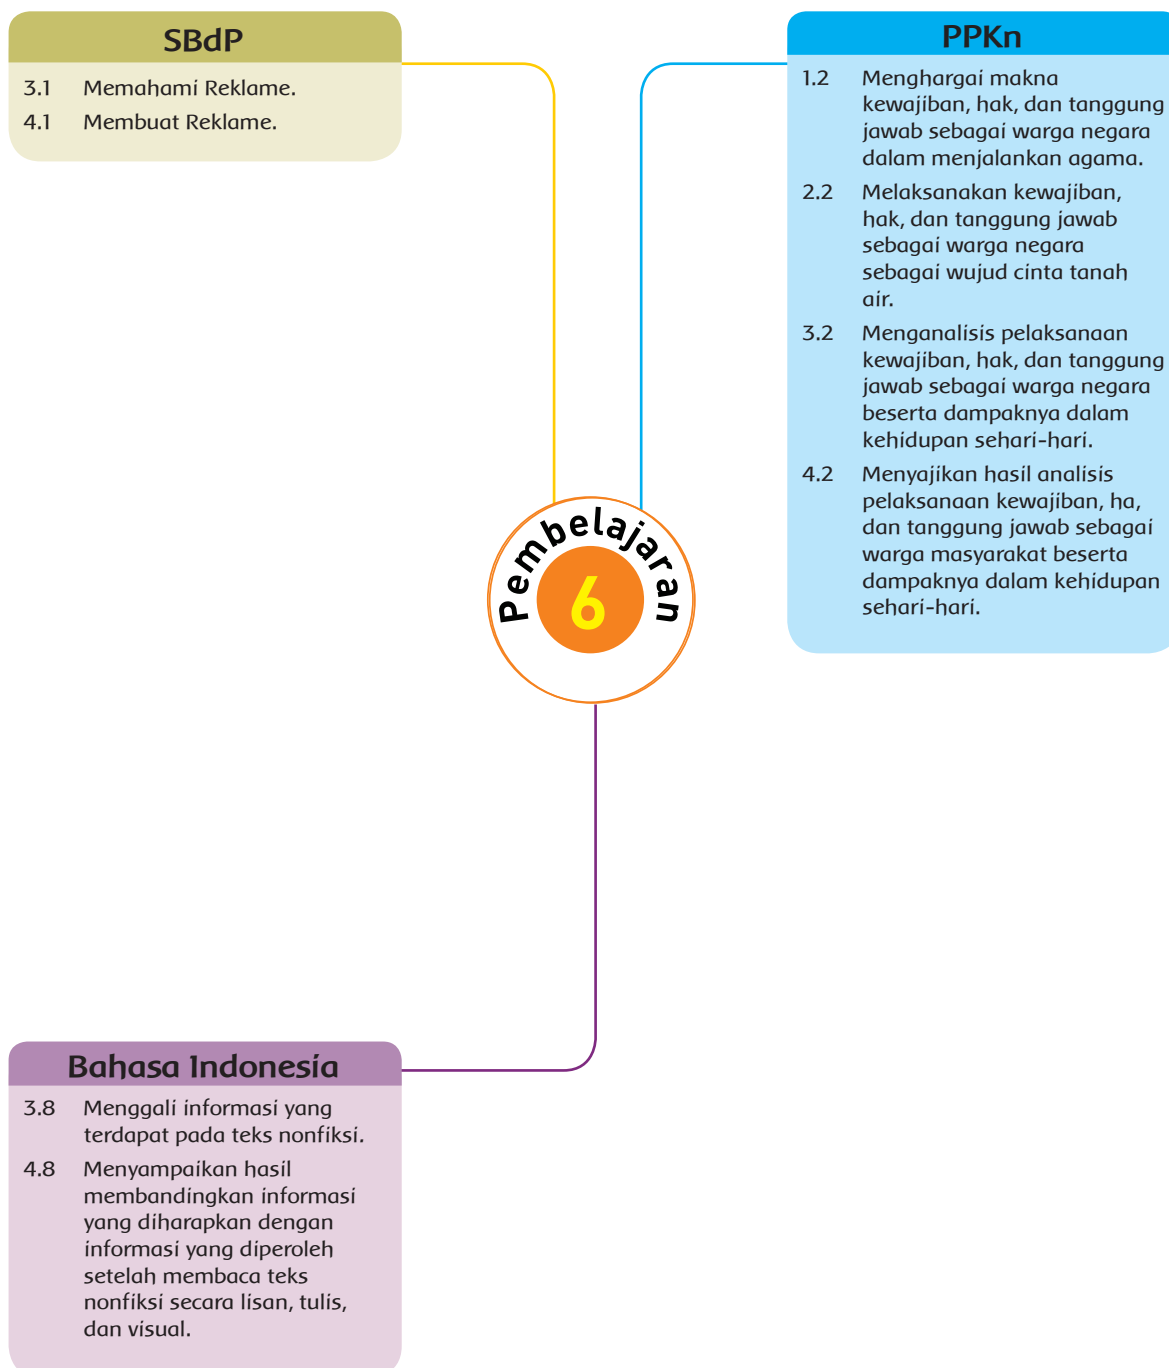 SBdP
3.1 Memahami Reklame.
4.1 Membuat Reklame.
PPKn
1.2 Menghargai makna
kewajiban, hak, dan tanggung
jawab sebagai warga negara
dalam menjalankan agama.
2.2 Melaksanakan kewajiban,
hak, dan tanggung jawab
sebagai warga negara
sebagai wujud cinta tanah
air.
3.2 Menganalisis pelaksanaan
kewajiban, hak, dan tanggung
jawab sebagai warga negara
beserta dampaknya dalam
kehidupan sehari-hari.
4.2 Menyajikan hasil analisis
pelaksanaan kewajiban, ha,
dan tanggung jawab sebagai
warga masyarakat beserta
dampaknya dalam kehidupan
sehari-hari.
Pembelajaran
6
Bahasa Indonesia
3.8 Menggali informasi yang
terdapat pada teks nonfiksi.
4.8 Menyampaikan hasil
membandingkan informasi
yang diharapkan dengan
informasi yang diperoleh
setelah membaca teks
nonfiksi secara lisan, tulis,
dan visual.